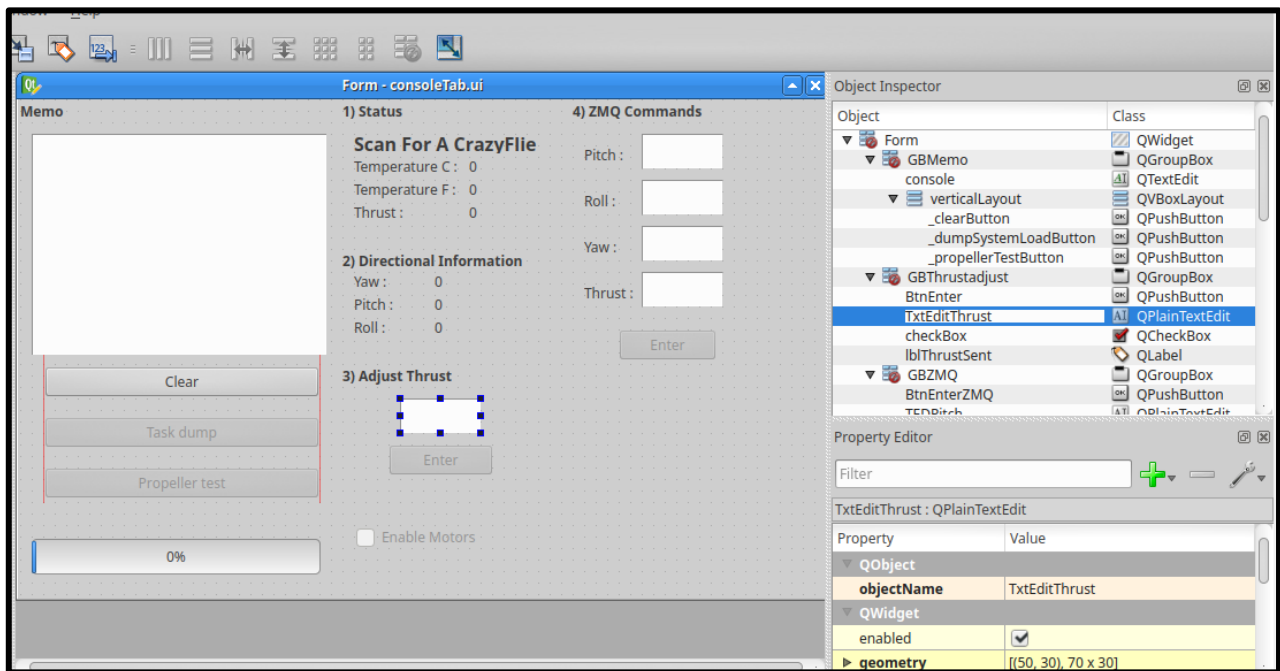 Help
123
Form - consoleTab.ui
Memo
Clear
Task dump
Propeller test
0%
1) Status
Scan For A CrazyFlie
Temperature C : 0
Temperature F : 0
Thrust : 0
2) Directional Information
Yaw : 0
Pitch : 0
Roll : 0
3) Adjust Thrust
Enter
Enable Motors
4) ZMQ Commands
Pitch :
Roll :
Yaw :
Thrust :
Enter
Object Inspector
Object Class
Form QWidget
GBMemo QGroupBox
console QTextEdit
verticalLayout QVBoxLayout
_clearButton QPushButton
_dumpSystemLoadButton QPushButton
_propellerTestButton QPushButton
GBThrustadjust QGroupBox
BtnEnter QPushButton
TxtEditThrust QPlainTextEdit
checkBox QCheckBox
lblThrustSent QLabel
GBZMQ QGroupBox
BtnEnterZMQ QPushButton
TEDPitch QPlainTextEdit
Property Editor
Filter
TxtEditThrust : QPlainTextEdit
Property Value
QObject
objectName TxtEditThrust
QWidget
enabled
geometry [(50, 30), 70 x 30]